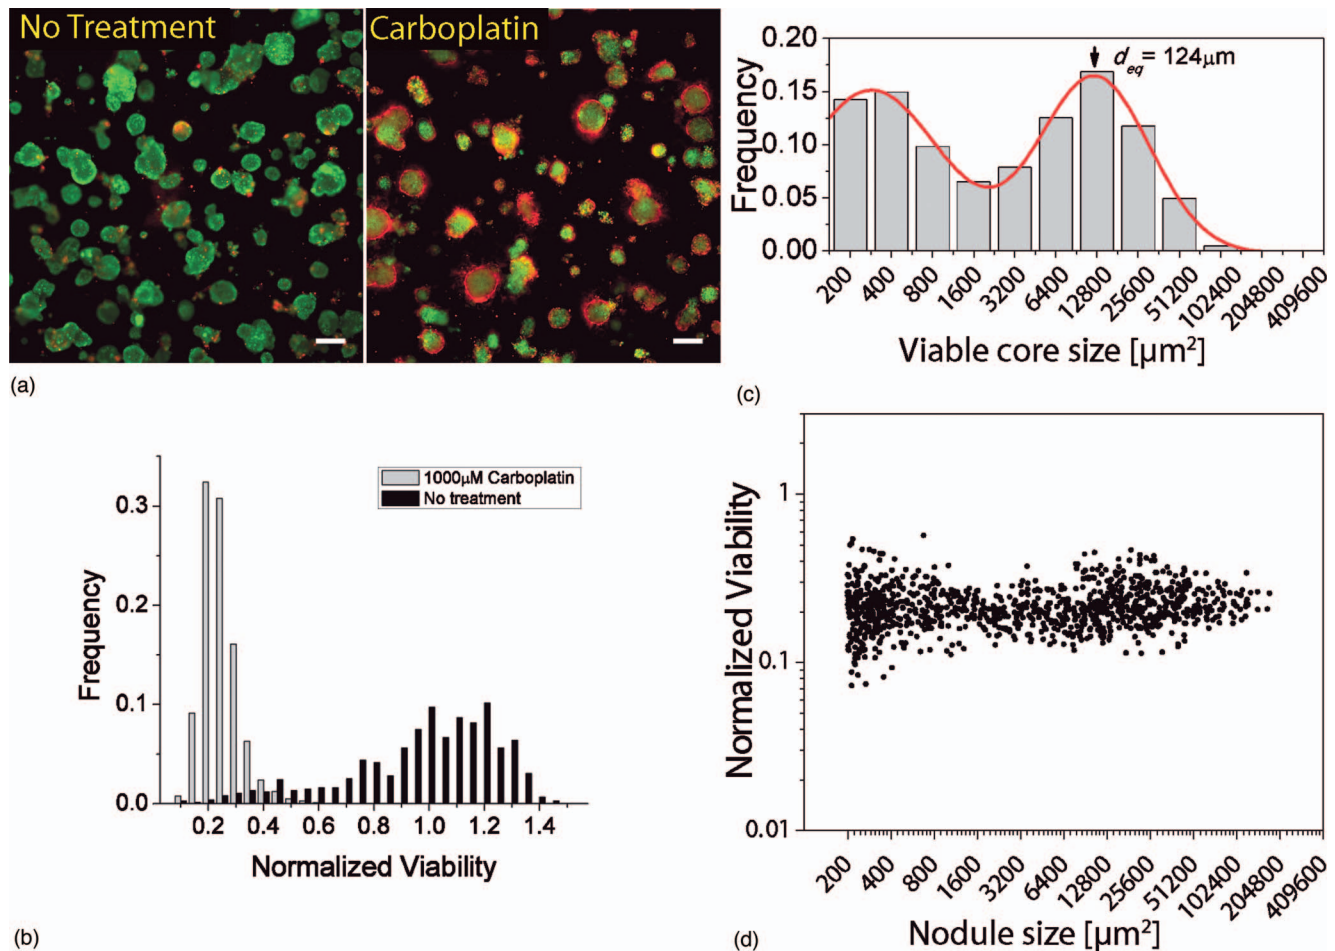 No Treatment
Carboplatin
(a)
0.20
0.15
0.10
0.05
0.00
Frequency
d_eq = 124µm
200
400
800
1600
3200
6400
12800
25600
51200
102400
204800
409600
Viable core size [µm²]
(c)
0.3
0.2
0.1
0.0
Frequency
1000µM Carboplatin
No treatment
0.2
0.4
0.6
0.8
1.0
1.2
1.4
Normalized Viability
(b)
1
0.1
0.01
Normalized Viability
200
400
800
1600
3200
6400
12800
25600
51200
102400
204800
409600
Nodule size [µm²]
(d)